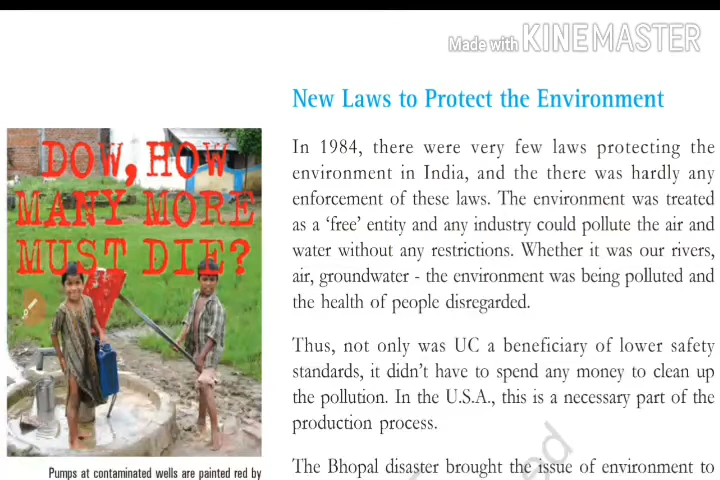 Made with KINEMASTER
New Laws to Protect the Environment
DOW, HOW
MANY MORE
MUST DIE?
In 1984, there were very few laws protecting the
environment in India, and the there was hardly any
enforcement of these laws. The environment was treated
as a ‘free’ entity and any industry could pollute the air and
water without any restrictions. Whether it was our rivers,
air, groundwater - the environment was being polluted and
the health of people disregarded.
Thus, not only was UC a beneficiary of lower safety
standards, it didn’t have to spend any money to clean up
the pollution. In the U.S.A., this is a necessary part of the
production process.
The Bhopal disaster brought the issue of environment to
Pumps at contaminated wells are painted red by